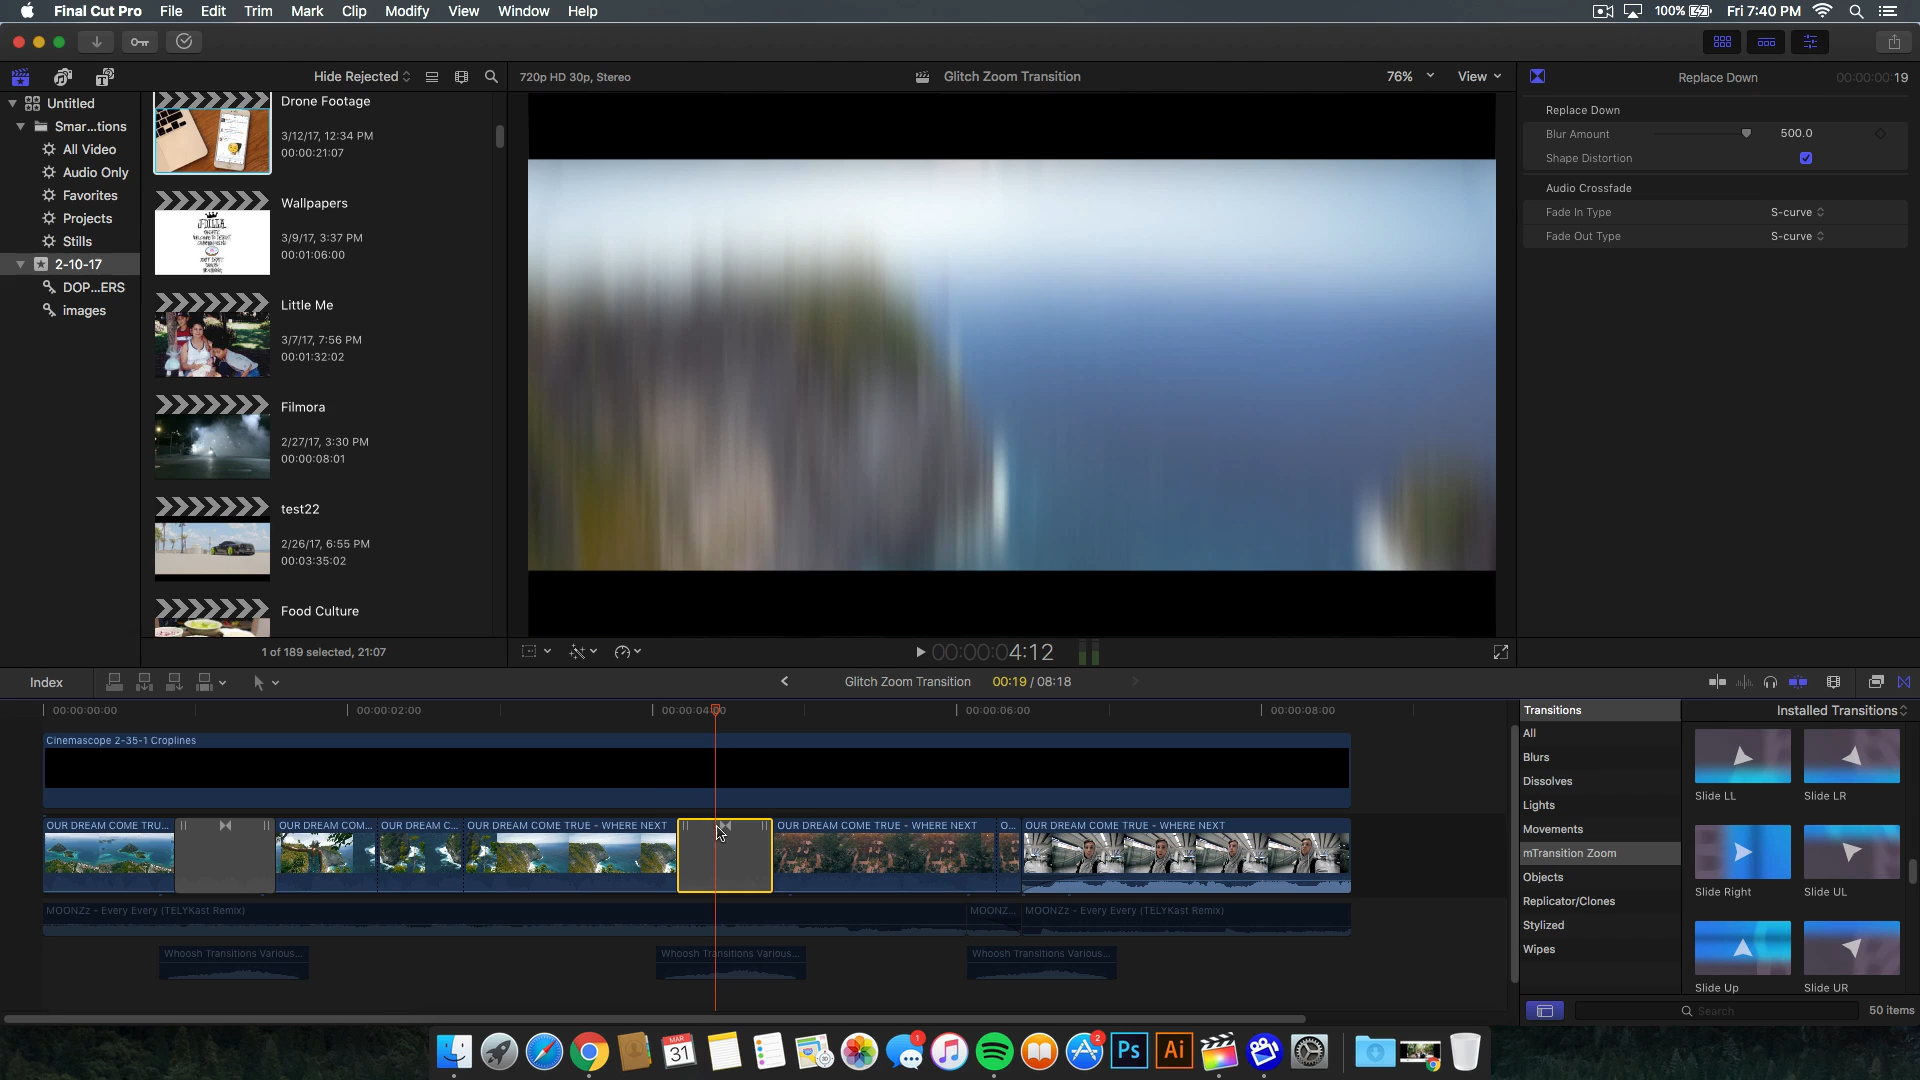 Final Cut Pro File Edit Trim Mark Clip Modify View Window Help
100% Fri 7:40 PM
Hide Rejected
720p HD 30p, Stereo
Glitch Zoom Transition
76%
View
Replace Down
00:00:00:19
Untitled
Smar...tions
All Video
Audio Only
Favorites
Projects
Stills
2-10-17
DOP...ERS
images
Drone Footage
3/12/17, 12:34 PM
00:00:21:07
Wallpapers
3/9/17, 3:37 PM
00:01:06:00
Little Me
3/7/17, 7:56 PM
00:01:32:02
Filmora
2/27/17, 3:30 PM
00:00:08:01
test22
2/26/17, 6:55 PM
00:03:35:02
Food Culture
1 of 189 selected, 21:07
Replace Down
Blur Amount 500.0
Shape Distortion
Audio Crossfade
Fade In Type S-curve
Fade Out Type S-curve
00:00:04:12
Index
Glitch Zoom Transition 00:19 / 08:18
00:00:00:00 00:00:02:00 00:00:04:00 00:00:06:00 00:00:08:00
Cinemascope 2-35-1 Croplines
OUR DREAM COME TRU... OUR DREAM COM... OUR DREAM C... OUR DREAM COME TRUE - WHERE NEXT OUR DREAM COME TRUE - WHERE NEXT O... OUR DREAM COME TRUE - WHERE NEXT
MOONZz - Every Every (TELYKast Remix) MOONZ... MOONZz - Every Every (TELYKast Remix)
Whoosh Transitions Various... Whoosh Transitions Various... Whoosh Transitions Various...
Transitions
All
Blurs
Dissolves
Lights
Movements
mTransition Zoom
Objects
Replicator/Clones
Stylized
Wipes
Installed Transitions
Slide LL Slide LR
Slide Right Slide UL
Slide Up Slide UR
Search
50 items
MAR
31
1
2
Ps
Ai